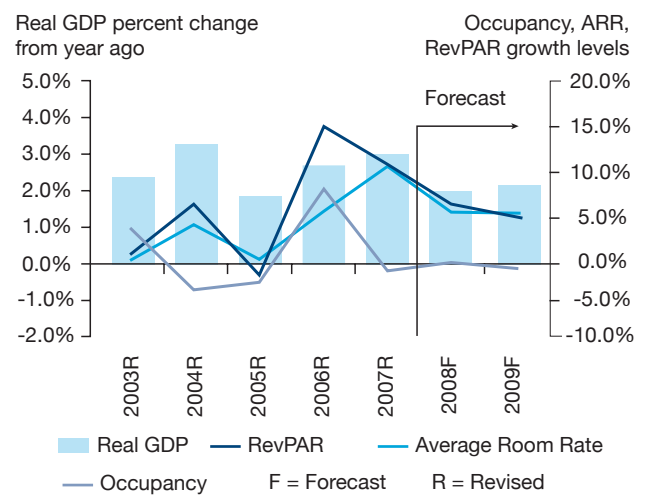 Real GDP percent change
from year ago
Occupancy, ARR,
RevPAR growth levels
5.0%
4.0%
3.0%
2.0%
1.0%
0.0%
-1.0%
-2.0%
Forecast
20.0%
15.0%
10.0%
5.0%
0.0%
-5.0%
-10.0%
2003R
2004R
2005R
2006R
2007R
2008F
2009F
Real GDP
RevPAR
Average Room Rate
Occupancy
F = Forecast
R = Revised